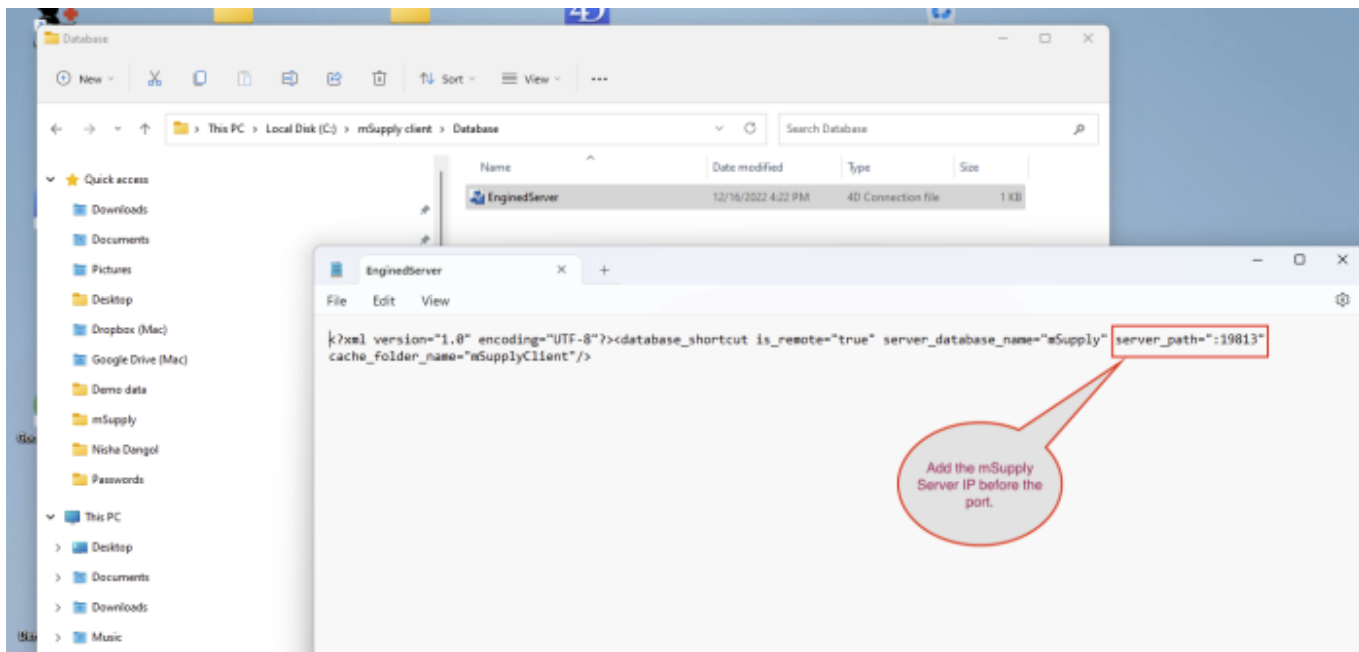 4D
Database
New
Sort
View
This PC > Local Disk (C:) > mSupply client > Database
Search Database
Name
Date modified
Type
Size
Quick access
EnginedServer
12/16/2022 4:22 PM
4D Connection file
1 KB
Downloads
Documents
Pictures
Desktop
Dropbox (Mac)
Google Drive (Mac)
Demo data
mSupply
Nisha Dangol
Passwords
This PC
Desktop
Documents
Downloads
Music
EnginedServer
File Edit View
<?xml version="1.0" encoding="UTF-8"?><database_shortcut is_remote="true" server_database_name="mSupply" server_path=":19813"
cache_folder_name="mSupplyClient"/>
Add the mSupply
Server IP before the
port.